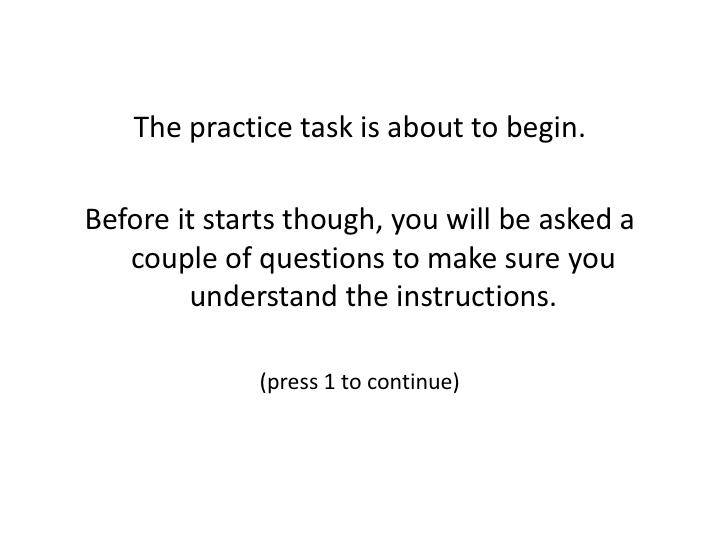 The practice task is about to begin.
Before it starts though, you will be asked a
couple of questions to make sure you
understand the instructions.
(press 1 to continue)